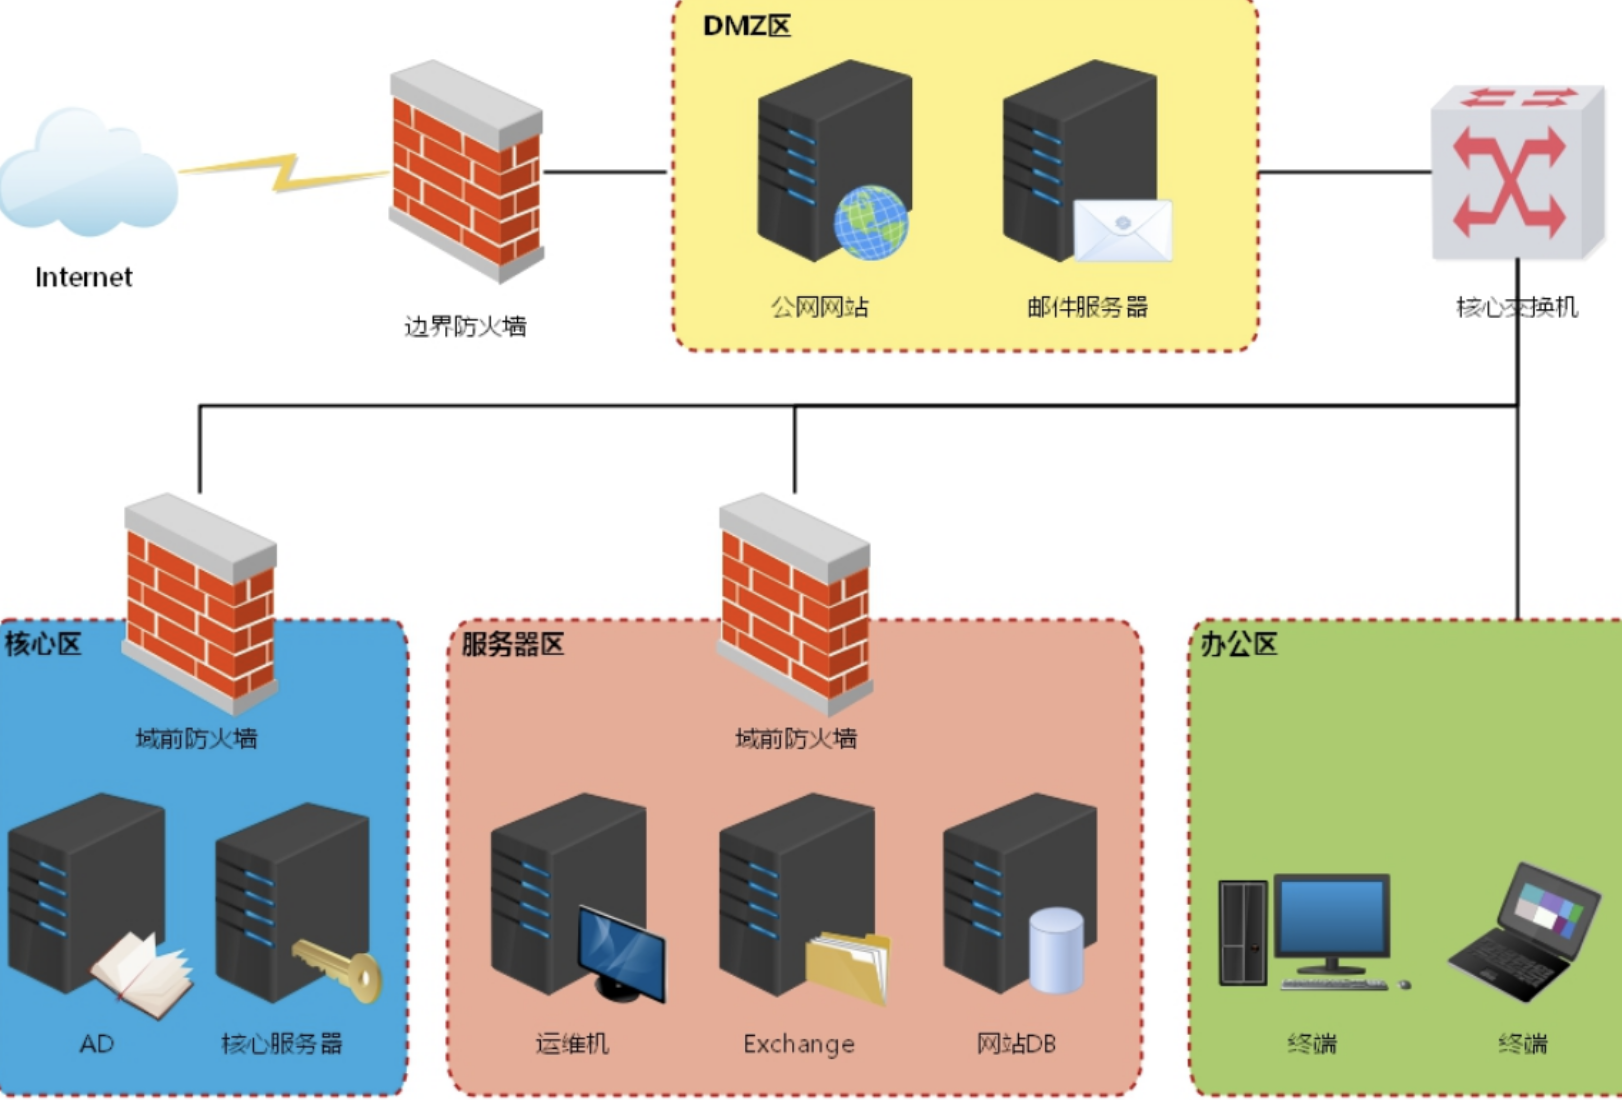 DMZ区
Internet
边界防火墙
公网网站
邮件服务器
核心交换机
核心区
服务器区
办公区
域前防火墙
域前防火墙
AD
核心服务器
运维机
Exchange
网站DB
终端
终端